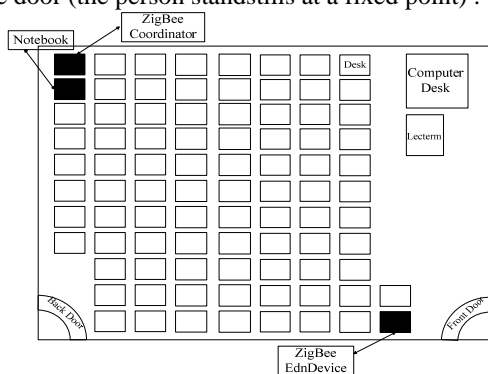 e door (the person standstills at a fixed point) :
ZigBee
Coordinator
Notebook
Desk
Computer
Desk
Lecterm
Back Door
Front Door
ZigBee
EdnDevice